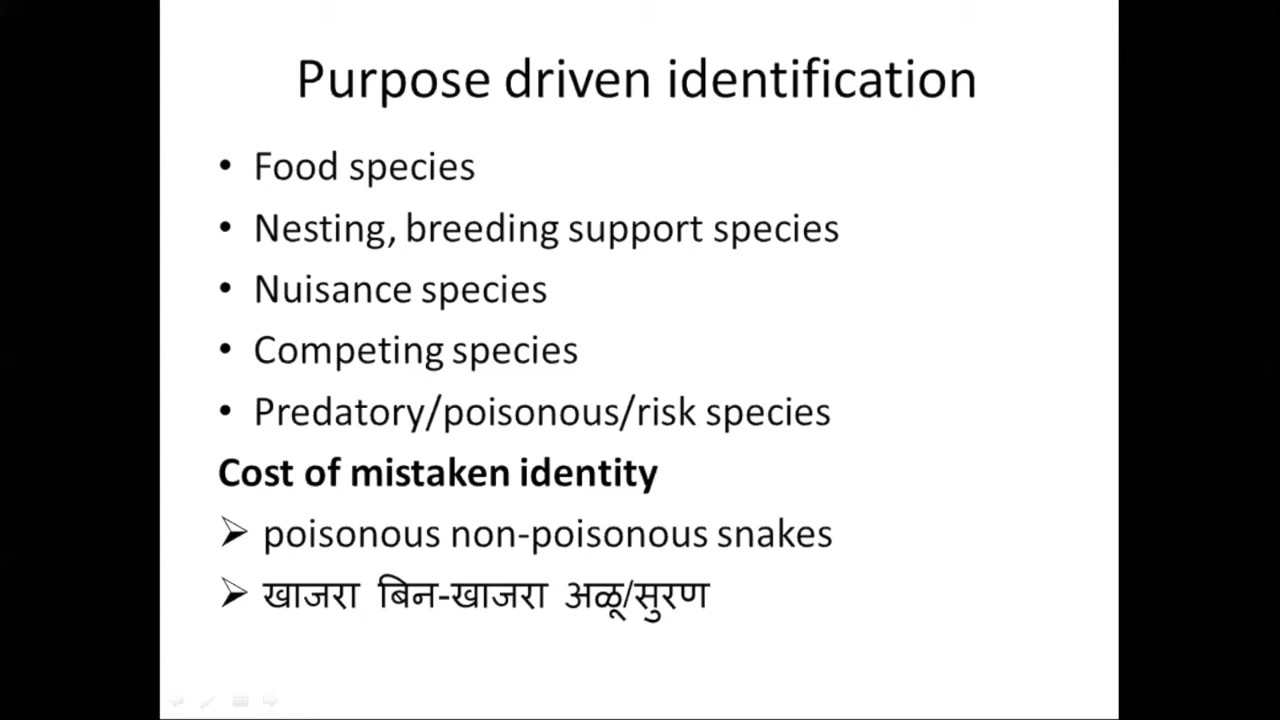 Purpose driven identification
• Food species
• Nesting, breeding support species
• Nuisance species
• Competing species
• Predatory/poisonous/risk species
Cost of mistaken identity
➢ poisonous non-poisonous snakes
➢ खाजरा बिन-खाजरा अळू/सुरण